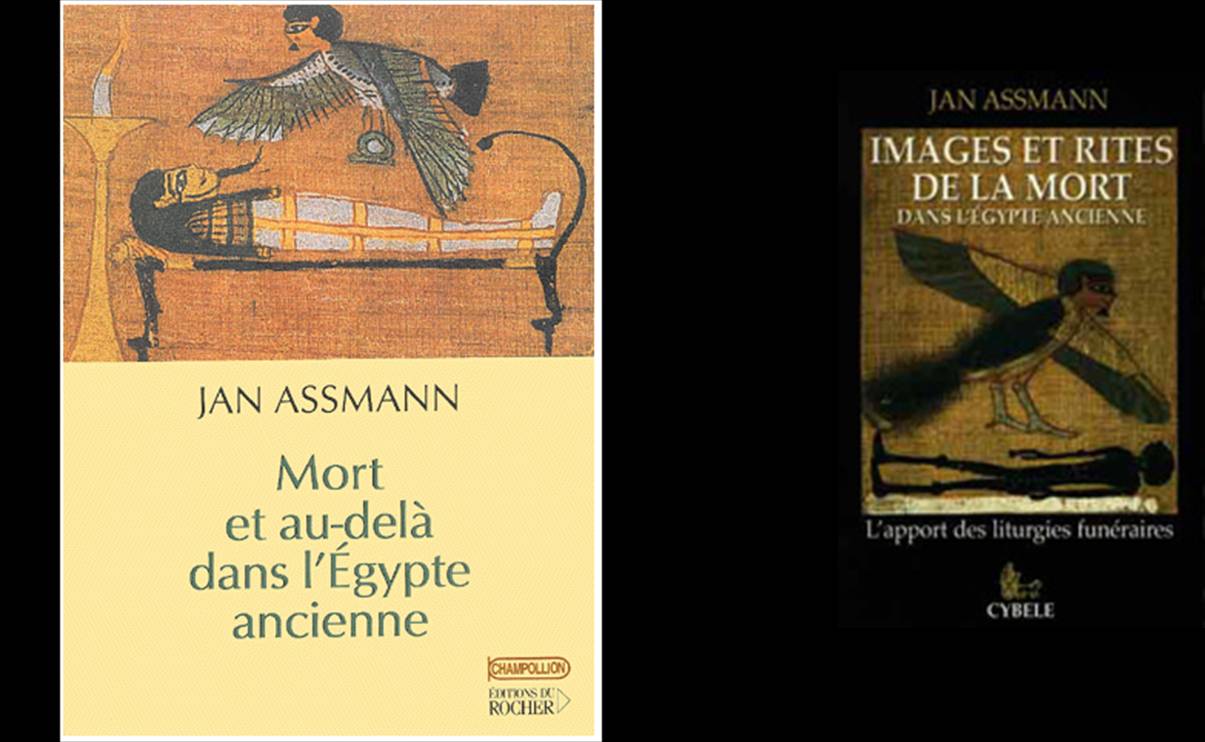 JAN ASSMANN
Mort
et au-delà
dans l'Égypte
ancienne
CHAMPOLLION
ÉDITIONS DU
ROCHER
JAN ASSMANN
IMAGES ET RITES
DE LA MORT
DANS L'ÉGYPTE ANCIENNE
L'apport des liturgies funéraires
CYBELE